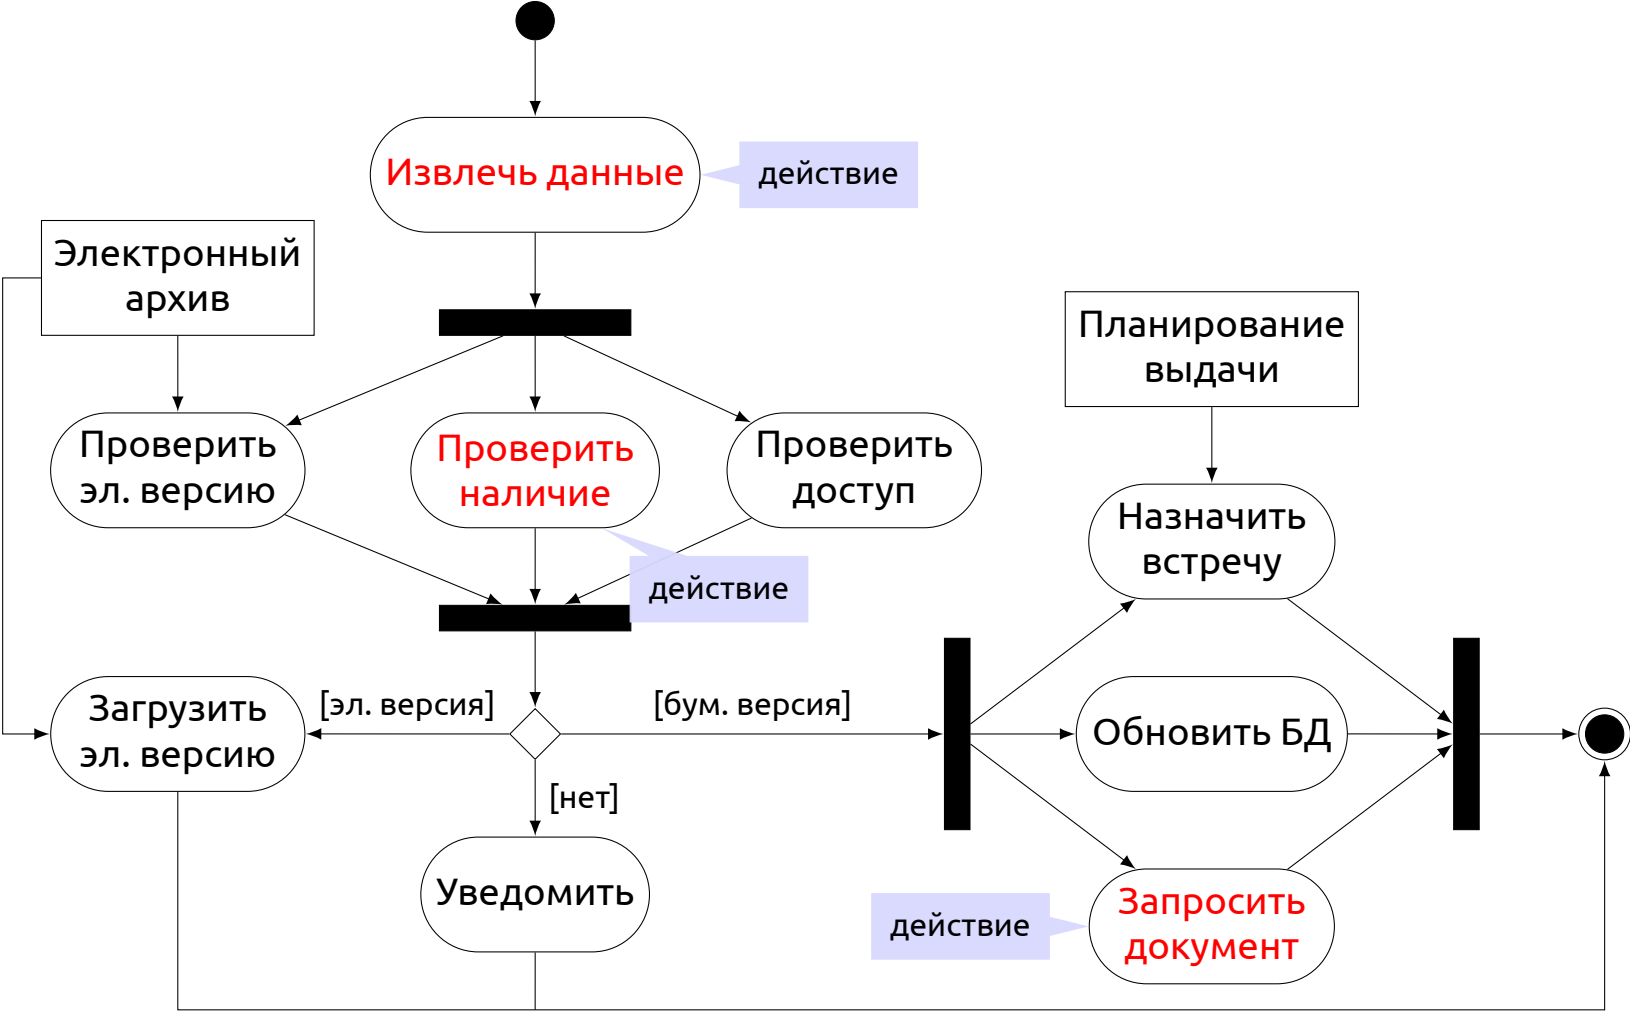 Извлечь данные
действие
Электронный
архив
Планирование
выдачи
Проверить
эл. версию
Проверить
наличие
Проверить
доступ
Назначить
встречу
действие
Загрузить
эл. версию
[эл. версия]
[бум. версия]
Обновить БД
[нет]
Уведомить
действие
Запросить
документ